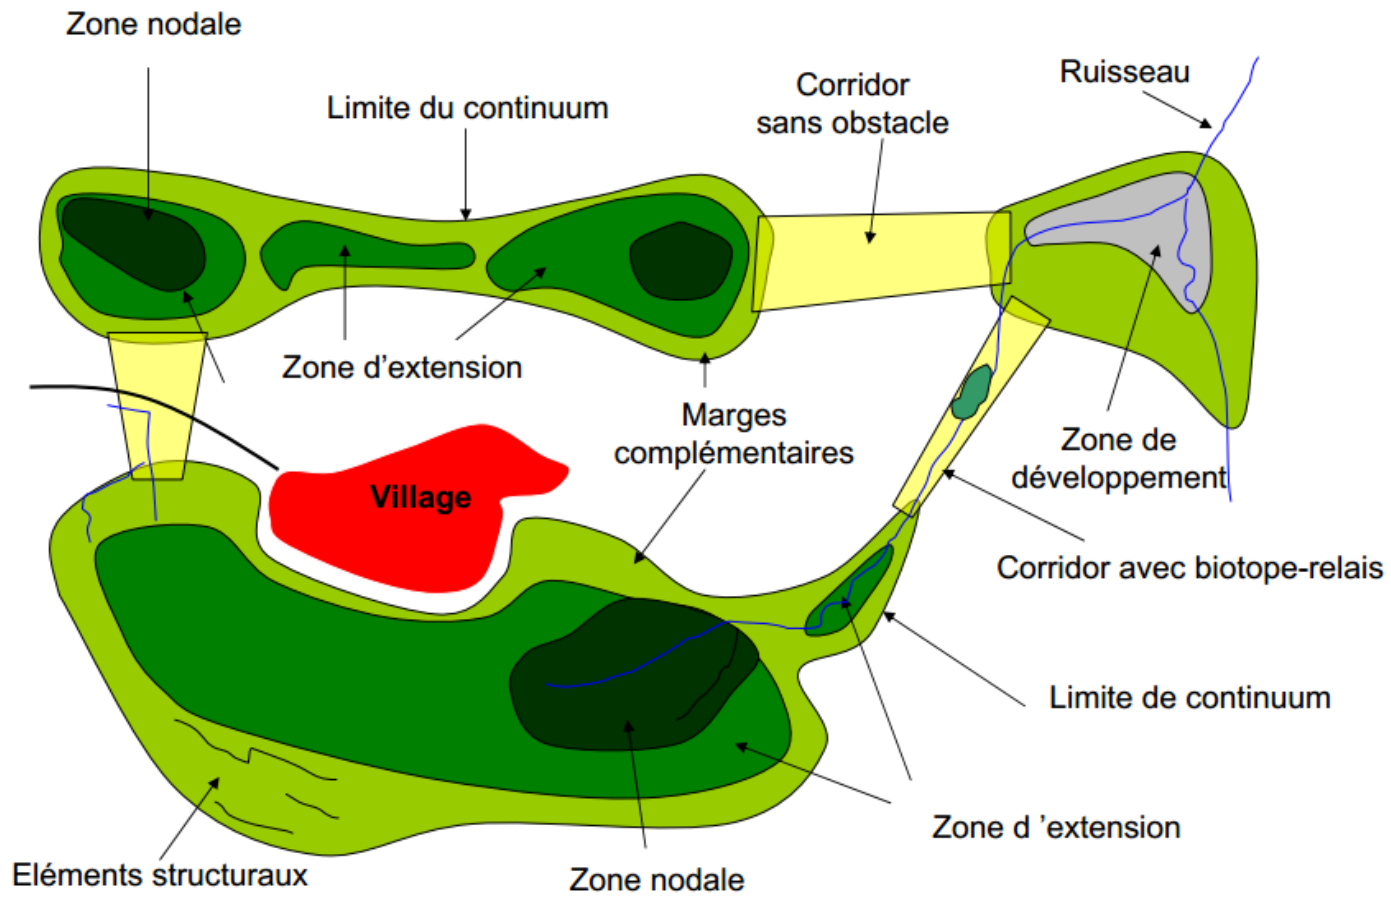 Zone nodale
Limite du continuum
Corridor
sans obstacle
Ruisseau
Zone d’extension
Marges
complémentaires
Zone de
développement
Village
Corridor avec biotope-relais
Limite de continuum
Zone d ’extension
Eléments structuraux
Zone nodale